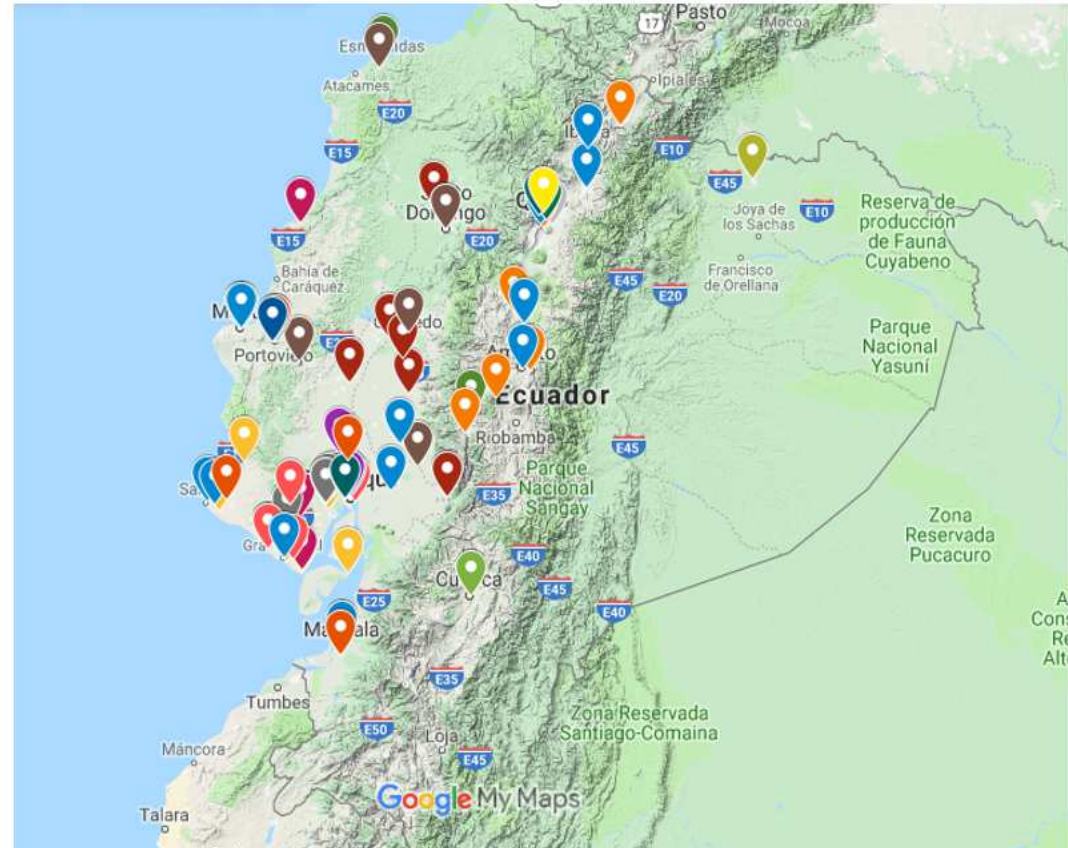 Pasto
17
Mocoa
Ipiales
Atacames
E20
E15
E10
E45
E10
Joya de
los Sachas
Reserva de
producción
de Fauna
Cuyabeno
Domingo
E20
E15
Bahía de
Caráquez
Francisco
de Orellana
E45
E20
Portoviejo
Parque
Nacional
Yasuní
Ecuador
Riobamba
E45
Parque
Nacional
Sangay
E35
Zona
Reservada
Pucacuro
E40
E45
E25
E40
E35
Tumbes
E50
Loja
E45
Zona Reservada
Santiago-Comaina
Máncora
Google My Maps
Talara